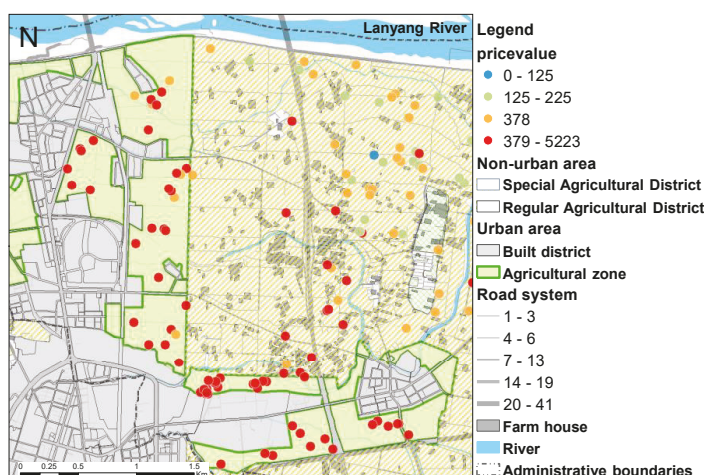 N
Lanyang River
Legend
pricevalue
0 - 125
125 - 225
378
379 - 5223
Non-urban area
Special Agricultural District
Regular Agricultural District
Urban area
Built district
Agricultural zone
Road system
1 - 3
4 - 6
7 - 13
14 - 19
20 - 41
Farm house
River
Administrative boundaries
0 0.25 0.5 1 1.5
Km